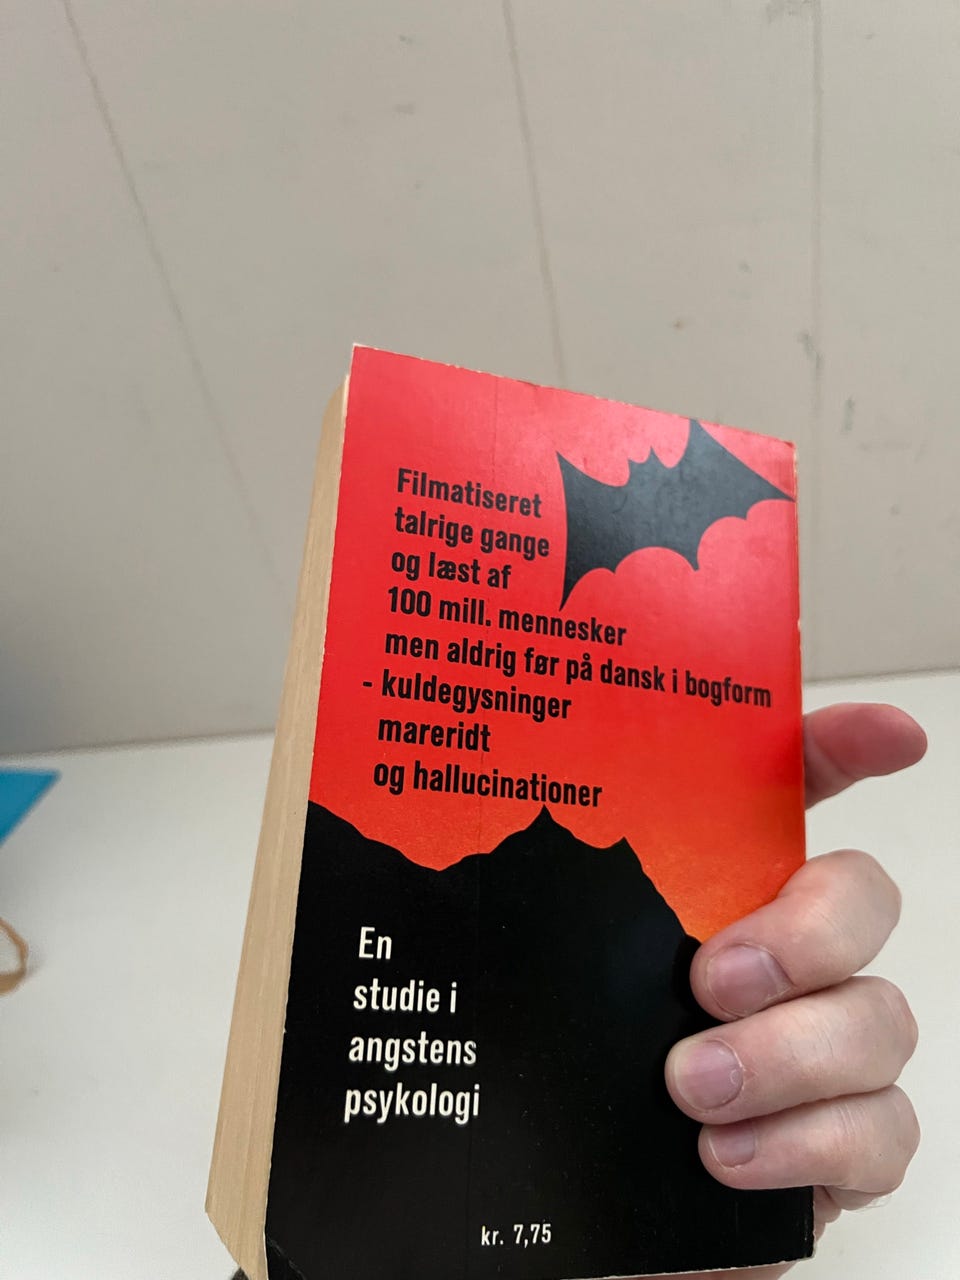 Filmatiseret
talrige gange
og læst af
100 mill. mennesker
men aldrig før på dansk i bogform
- kuldegysninger
mareridt
og hallucinationer
En
studie i
angstens
psykologi
kr. 7,75